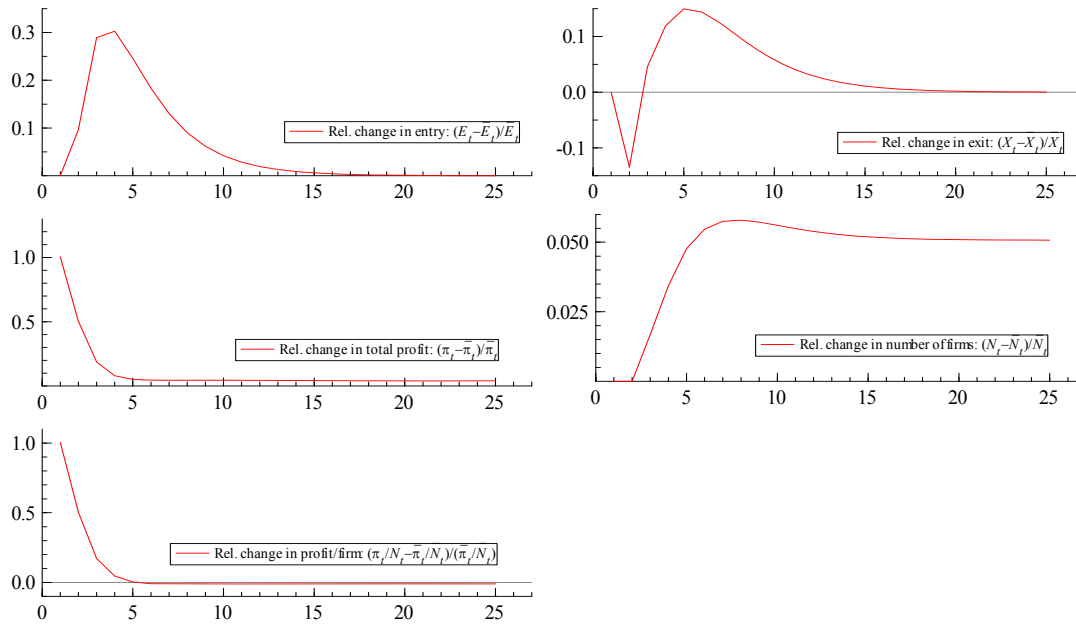 0.3
0.2
0.1
Rel. change in entry: (E_t–E̅_t)/E̅_t
0 5 10 15 20 25
0.1
0.0
-0.1
Rel. change in exit: (X_t–X̅_t)/X̅_t
0 5 10 15 20 25
1.0
0.5
Rel. change in total profit: (π_t–π̅_t)/π̅_t
0 5 10 15 20 25
0.050
0.025
Rel. change in number of firms: (N_t–N̅_t)/N̅_t
0 5 10 15 20 25
1.0
0.5
0.0
Rel. change in profit/firm: (π_t/N_t–π̅_t/N̅_t)/(π̅_t/N̅_t)
0 5 10 15 20 25